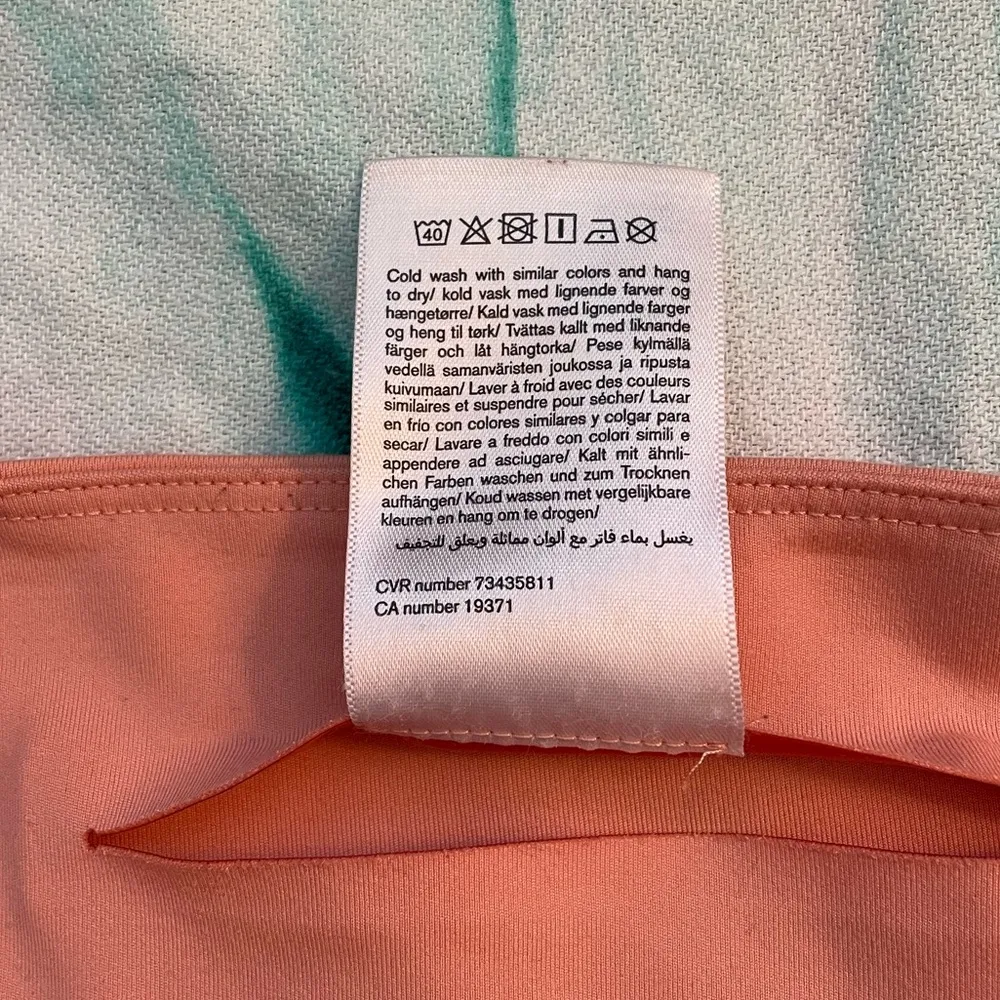 40
Cold wash with similar colors and hang
to dry/ kold vask med lignende farver og
hængetørre/ Kald vask med lignende farger
og heng til tørk/ Tvättas kallt med liknande
färger och låt hängtorka/ Pese kylmällä
vedellä samanväristen joukossa ja ripusta
kuivumaan/ Laver à froid avec des couleurs
similaires et suspendre pour sécher/ Lavar
en frío con colores similares y colgar para
secar/ Lavare a freddo con colori simili e
appendere ad asciugare/ Kalt mit ähnli-
chen Farben waschen und zum Trocknen
aufhängen/ Koud wassen met vergelijkbare
kleuren en hang om te drogen/
يغسل بماء فاتر مع ألوان مماثلة ويعلق للتجفيف
CVR number 73435811
CA number 19371